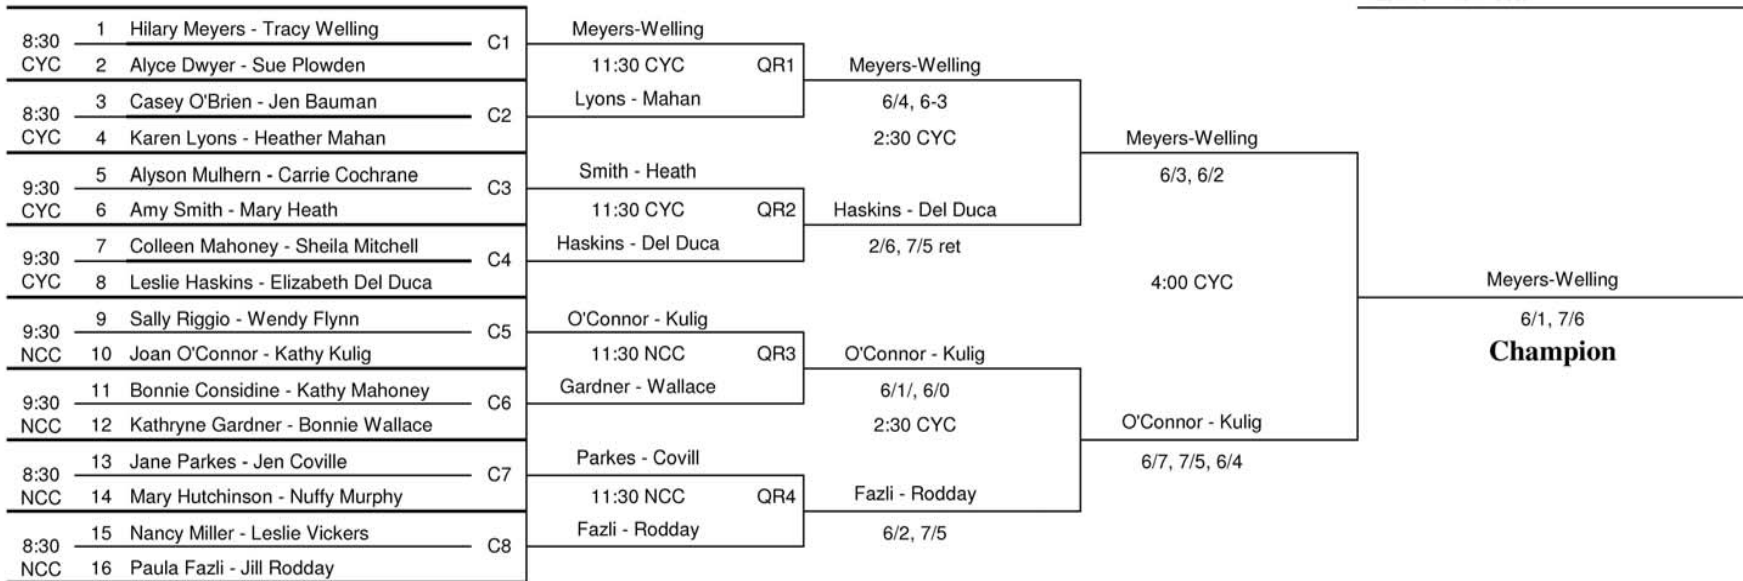 8:30 CYC
1 Hilary Meyers - Tracy Welling
2 Alyce Dwyer - Sue Plowden
C1
8:30 CYC
3 Casey O'Brien - Jen Bauman
4 Karen Lyons - Heather Mahan
C2
9:30 CYC
5 Alyson Mulhern - Carrie Cochrane
6 Amy Smith - Mary Heath
C3
9:30 CYC
7 Colleen Mahoney - Sheila Mitchell
8 Leslie Haskins - Elizabeth Del Duca
C4
9:30 NCC
9 Sally Riggio - Wendy Flynn
10 Joan O'Connor - Kathy Kulig
C5
9:30 NCC
11 Bonnie Considine - Kathy Mahoney
12 Kathryne Gardner - Bonnie Wallace
C6
8:30 NCC
13 Jane Parkes - Jen Coville
14 Mary Hutchinson - Nuffy Murphy
C7
8:30 NCC
15 Nancy Miller - Leslie Vickers
16 Paula Fazli - Jill Rodday
C8
Meyers-Welling
11:30 CYC QR1
Lyons - Mahan
Smith - Heath
11:30 CYC QR2
Haskins - Del Duca
O'Connor - Kulig
11:30 NCC QR3
Gardner - Wallace
Parkes - Covill
11:30 NCC QR4
Fazli - Rodday
Meyers-Welling
6/4, 6-3
2:30 CYC
Haskins - Del Duca
2/6, 7/5 ret
O'Connor - Kulig
6/1/, 6/0
2:30 CYC
Fazli - Rodday
6/2, 7/5
Meyers-Welling
6/3, 6/2
4:00 CYC
O'Connor - Kulig
6/7, 7/5, 6/4
Meyers-Welling
6/1, 7/6
Champion